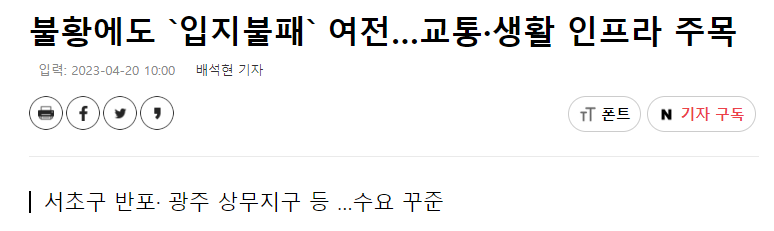 불황에도 `입지불패` 여전…교통·생활 인프라 주목
입력: 2023-04-20 10:00 배석현 기자
f
N
TT 폰트
N 기자 구독
서초구 반포· 광주 상무지구 등 …수요 꾸준